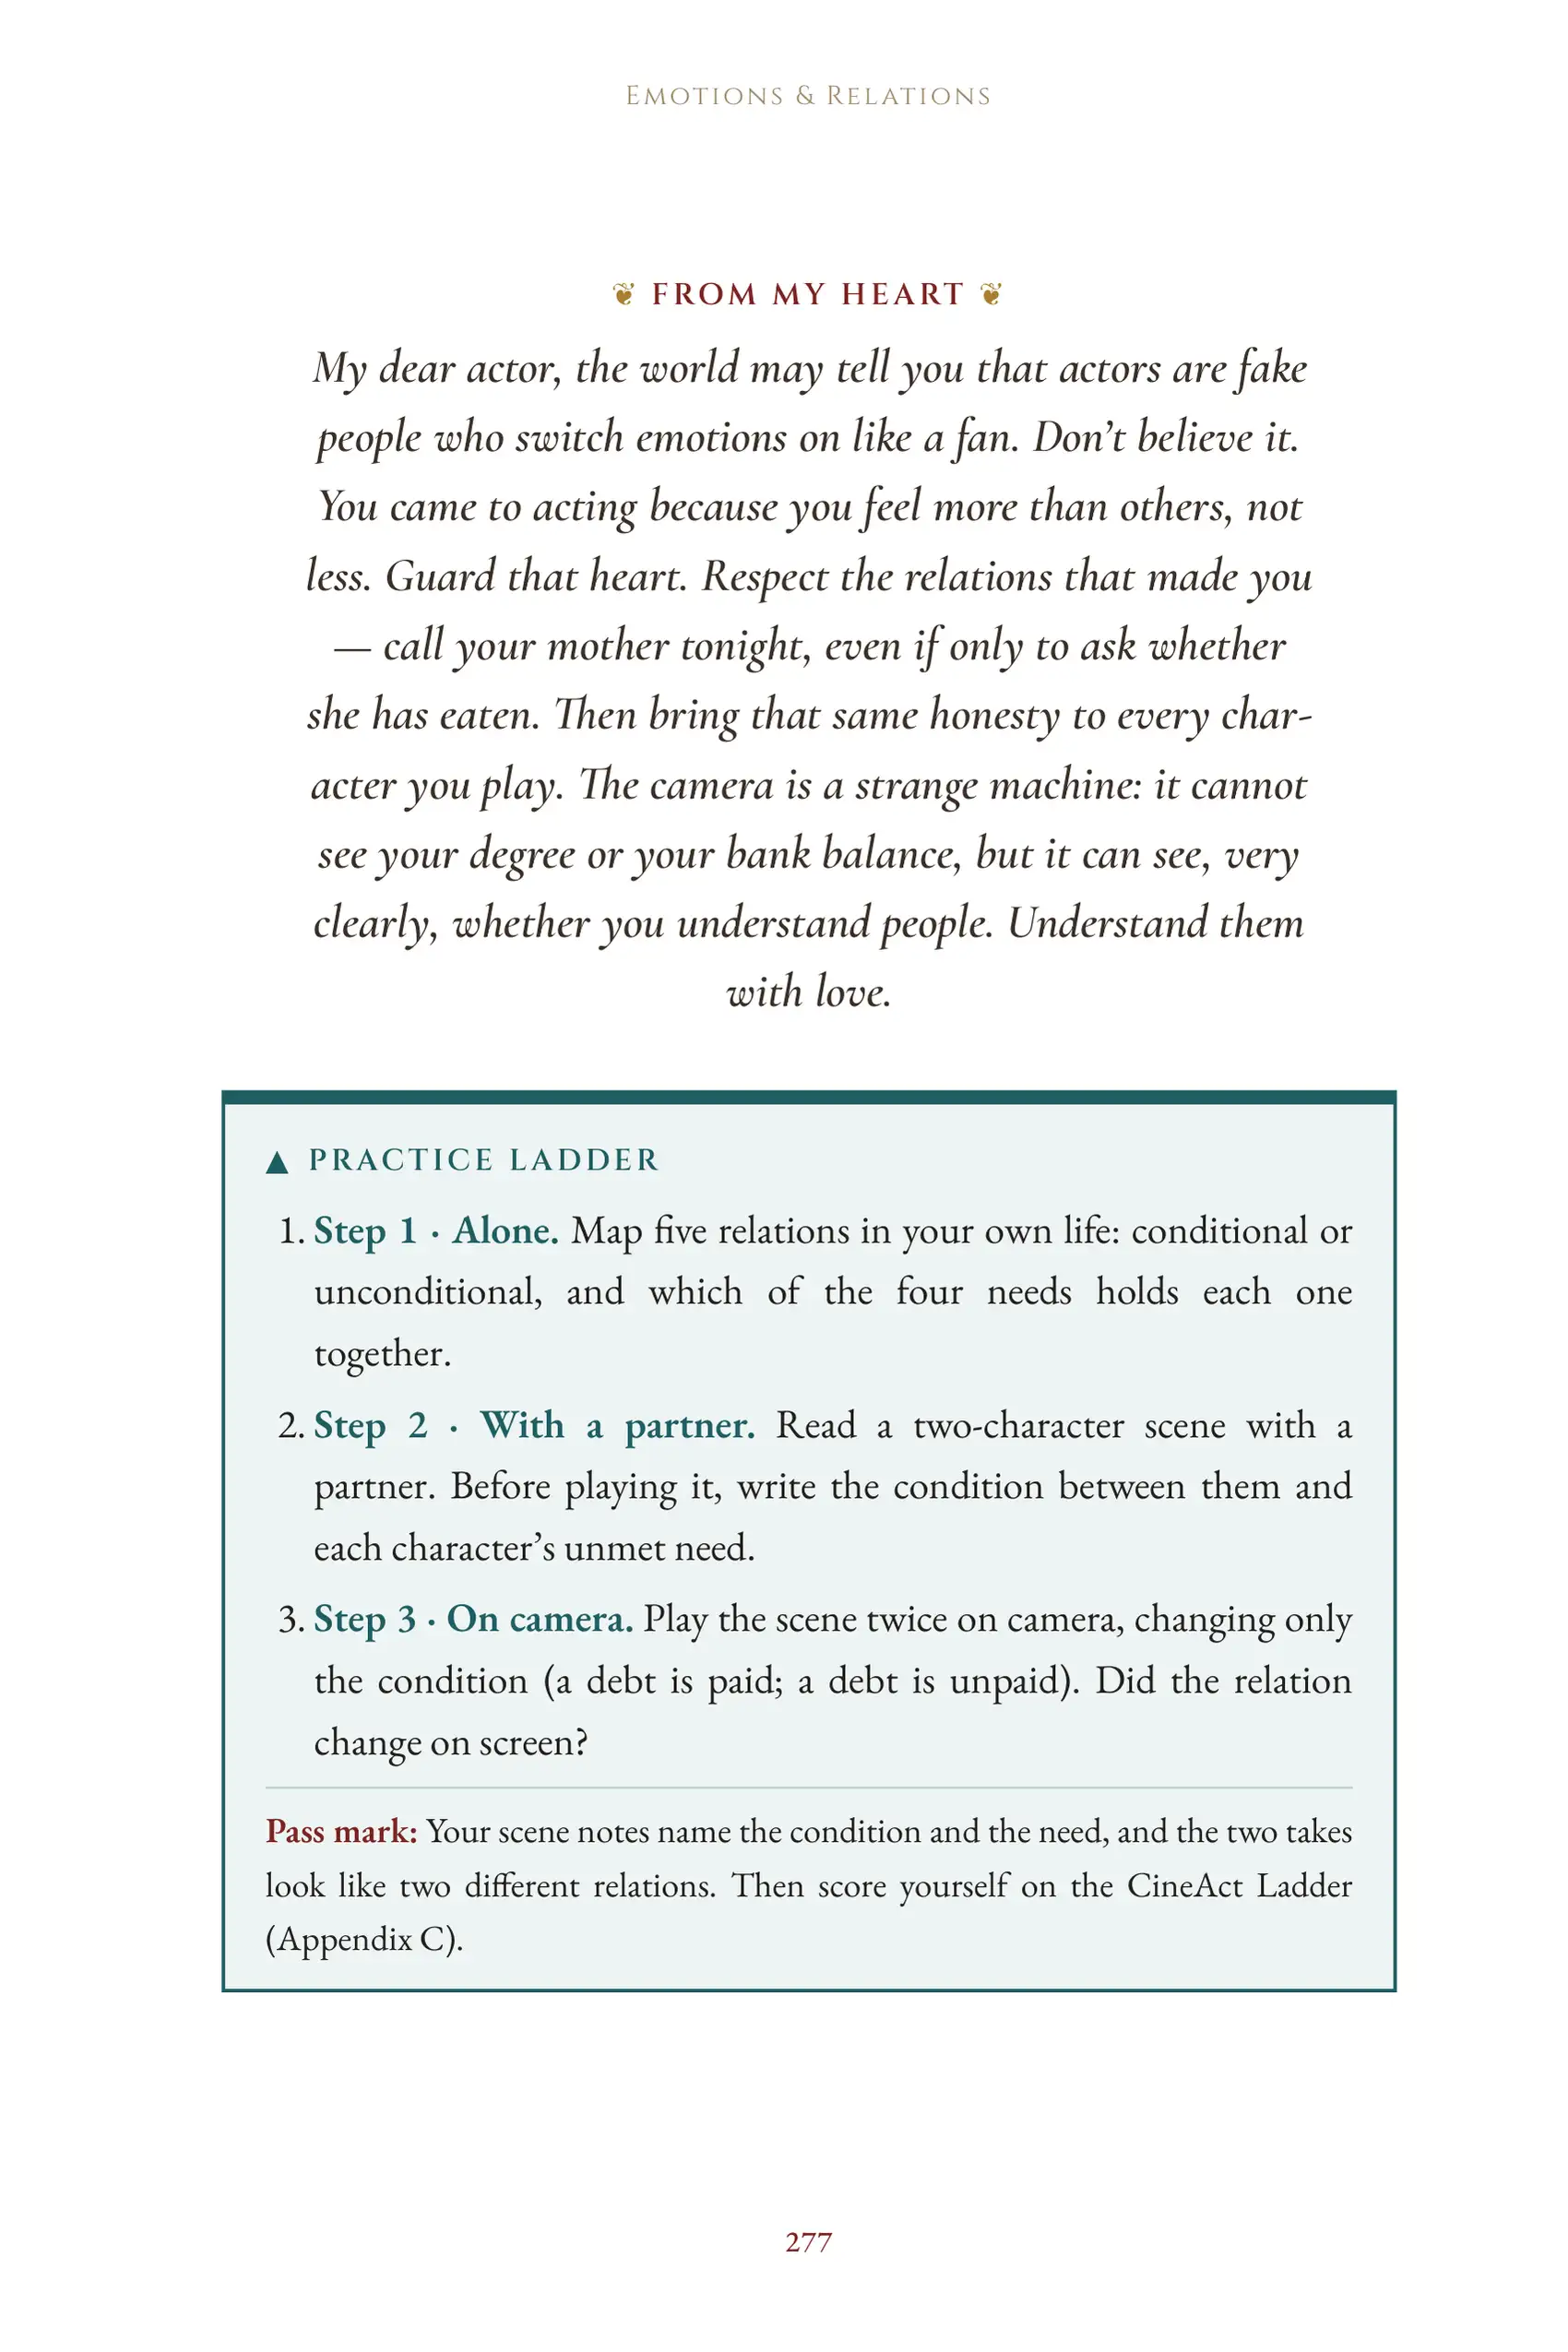 EMOTIONS & RELATIONS
❦ FROM MY HEART ❦
My dear actor, the world may tell you that actors are fake
people who switch emotions on like a fan. Don’t believe it.
You came to acting because you feel more than others, not
less. Guard that heart. Respect the relations that made you
— call your mother tonight, even if only to ask whether
she has eaten. Then bring that same honesty to every char-
acter you play. The camera is a strange machine: it cannot
see your degree or your bank balance, but it can see, very
clearly, whether you understand people. Understand them
with love.
▲ PRACTICE LADDER
1. Step 1 · Alone. Map five relations in your own life: conditional or
unconditional, and which of the four needs holds each one
together.
2. Step 2 · With a partner. Read a two-character scene with a
partner. Before playing it, write the condition between them and
each character’s unmet need.
3. Step 3 · On camera. Play the scene twice on camera, changing only
the condition (a debt is paid; a debt is unpaid). Did the relation
change on screen?
Pass mark: Your scene notes name the condition and the need, and the two takes
look like two different relations. Then score yourself on the CineAct Ladder
(Appendix C).
277